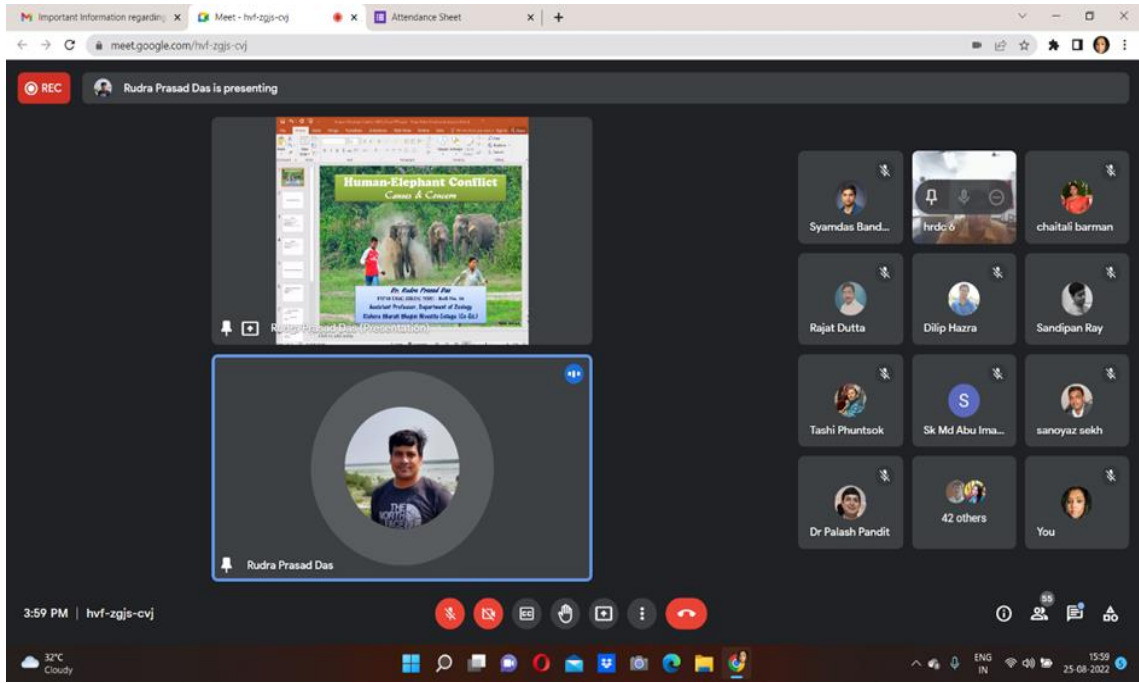 Important Information regarding
Meet - hvf-zgjs-cvj
Attendance Sheet
meet.google.com/hvf-zgjs-cvj
REC
Rudra Prasad Das is presenting
Human-Elephant Conflict
Causes & Concern
Dr. Rudra Prasad Das
Assistant Professor, Department of Zoology
Rudra Prasad Das (Presentation)
Rudra Prasad Das
Syamdas Band...
hrdc 6
chaitali barman
Rajat Dutta
Dilip Hazra
Sandipan Ray
Tashi Phuntsok
S
Sk Md Abu Ima...
sanoyaz sekh
Dr Palash Pandit
42 others
You
THE
NORTH
FACE
3:59 PM | hvf-zgjs-cvj
55
32°C
Cloudy
ENG
IN
15:59
25-08-2022
5